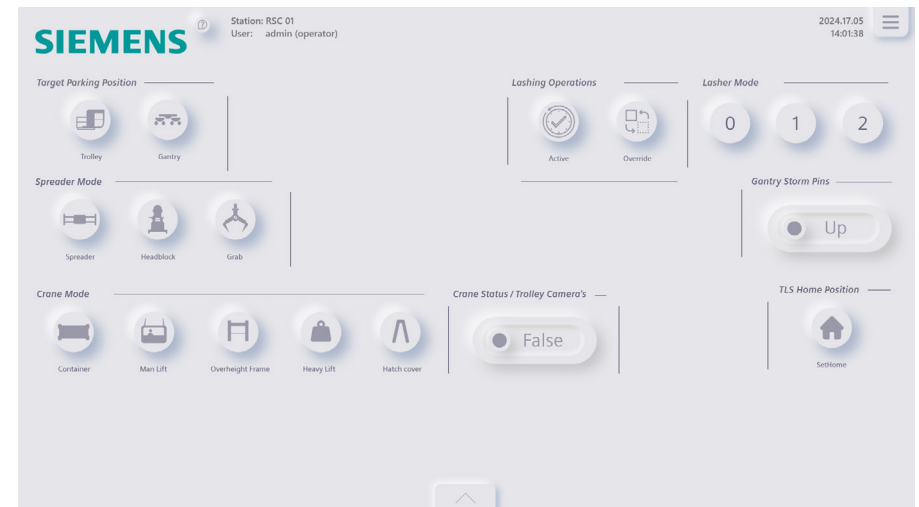 SIEMENS
?
Station: RSC 01
User: admin (operator)
2024.17.05
14:01:38
Target Parking Position
Lashing Operations
Lasher Mode
0
1
2
Trolley
Gantry
Active
Override
Spreader Mode
Gantry Storm Pins
Up
Spreader
Headblock
Grab
Crane Mode
Crane Status / Trolley Camera's
TLS Home Position
False
Container
Man Lift
Overheight Frame
Heavy Lift
Hatch cover
SetHome